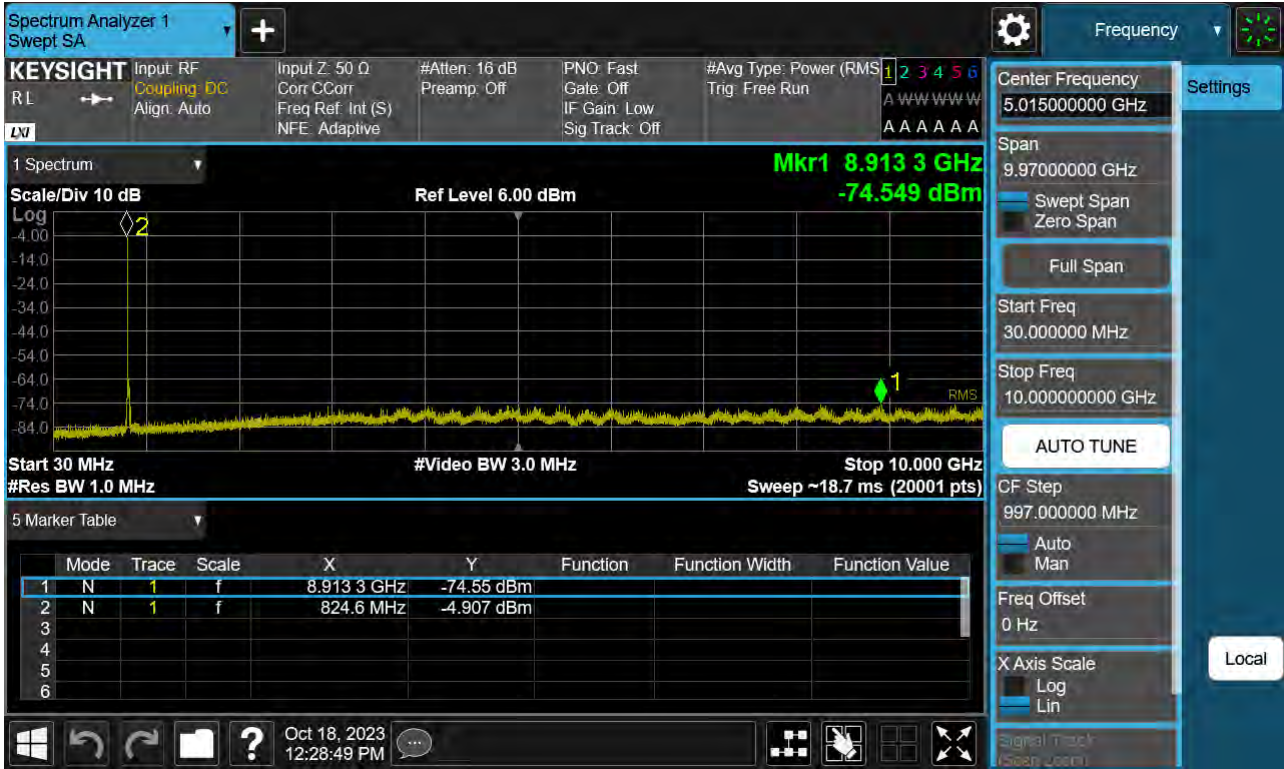 Spectrum Analyzer 1
Swept SA
+
Frequency
KEYSIGHT
R L
LXI
Input: RF
Coupling: DC
Align: Auto
Input Z: 50 Ω
Corr CCorr
Freq Ref: Int (S)
NFE: Adaptive
#Atten: 16 dB
Preamp: Off
PNO: Fast
Gate: Off
IF Gain: Low
Sig Track: Off
#Avg Type: Power (RMS
Trig: Free Run
1 2 3 4 5 6
A W W W W W
A A A A A A
Center Frequency
5.015000000 GHz
Settings
1 Spectrum
Mkr1 8.913 3 GHz
-74.549 dBm
Scale/Div 10 dB
Ref Level 6.00 dBm
Log
-4.00
-14.0
-24.0
-34.0
-44.0
-54.0
-64.0
-74.0
-84.0
2
1
RMS
Start 30 MHz
#Video BW 3.0 MHz
Stop 10.000 GHz
#Res BW 1.0 MHz
Sweep ~18.7 ms (20001 pts)
Span
9.97000000 GHz
Swept Span
Zero Span
Full Span
Start Freq
30.000000 MHz
Stop Freq
10.000000000 GHz
AUTO TUNE
CF Step
997.000000 MHz
Auto
Man
Freq Offset
0 Hz
X Axis Scale
Log
Lin
Signal Track
(Span Zoom)
Local
5 Marker Table
Mode Trace Scale X Y Function Function Width Function Value
1 N 1 f 8.913 3 GHz -74.55 dBm
2 N 1 f 824.6 MHz -4.907 dBm
3
4
5
6
?
Oct 18, 2023
12:28:49 PM